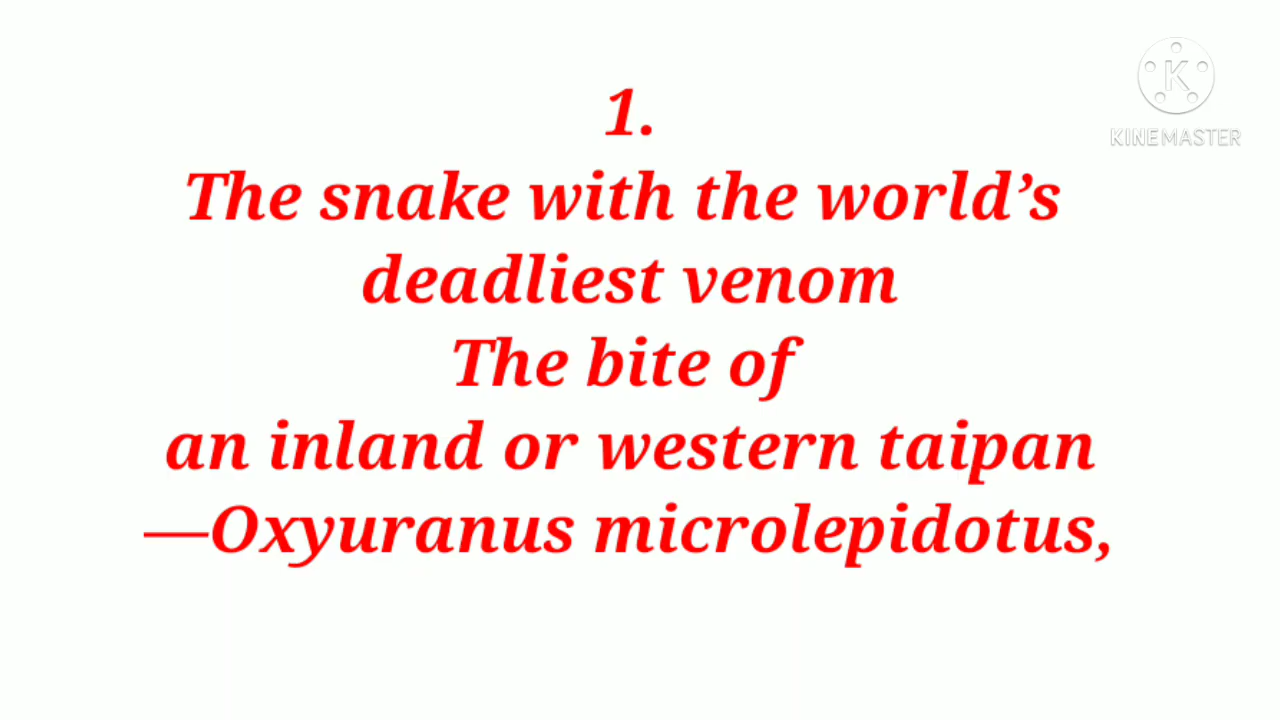 KINEMASTER
1.
The snake with the world’s
deadliest venom
The bite of
an inland or western taipan
—Oxyuranus microlepidotus,